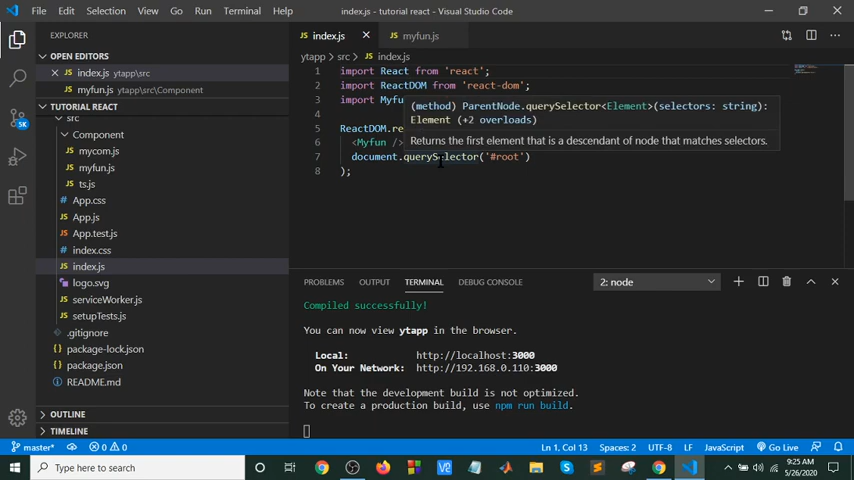 File Edit Selection View Go Run Terminal Help index.js - tutorial react - Visual Studio Code
EXPLORER
OPEN EDITORS
index.js ytapp\src
myfun.js ytapp\src\Component
TUTORIAL REACT
src
Component
mycom.js
myfun.js
ts.js
App.css
App.js
App.test.js
index.css
index.js
logo.svg
serviceWorker.js
setupTests.js
.gitignore
package-lock.json
package.json
README.md
OUTLINE
TIMELINE
5K
index.js myfun.js
ytapp > src > index.js
1 import React from 'react';
2 import ReactDOM from 'react-dom';
3 import Myfu
4
5 ReactDOM.re
6 <Myfun />
7 document.querySelector('#root')
8 );
(method) ParentNode.querySelector<Element>(selectors: string):
Element (+2 overloads)
Returns the first element that is a descendant of node that matches selectors.
PROBLEMS OUTPUT TERMINAL DEBUG CONSOLE 2: node
Compiled successfully!
You can now view ytapp in the browser.
Local: http://localhost:3000
On Your Network: http://192.168.0.110:3000
Note that the development build is not optimized.
To create a production build, use npm run build.
master* 0 0 Ln 1, Col 13 Spaces: 2 UTF-8 LF JavaScript Go Live
Type here to search
9:25 AM
5/26/2020